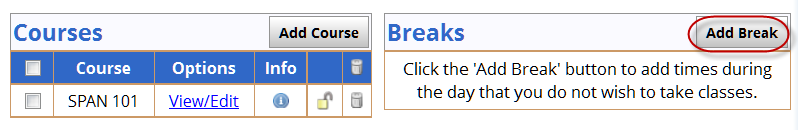 Courses
Add Course
Course Options Info
SPAN 101 View/Edit
Breaks
Add Break
Click the 'Add Break' button to add times during
the day that you do not wish to take classes.